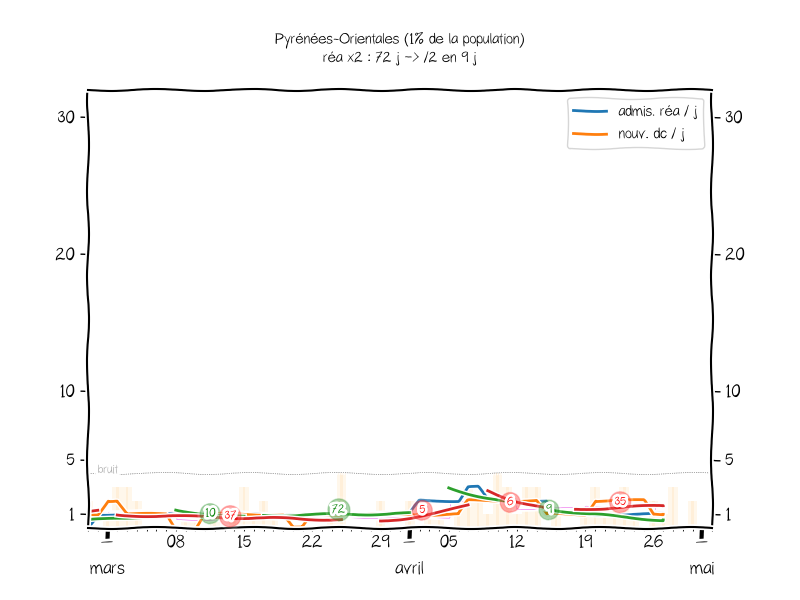 Pyrénées-Orientales (1% de la population)
réa x2 : 72 j -> /2 en 9 j
admis. réa / j
nouv. dc / j
30 30
20 20
10 10
5 5
bruit
1 1
10 37 72 5 6 9 35
08 15 22 29 05 12 19 26
mars avril mai